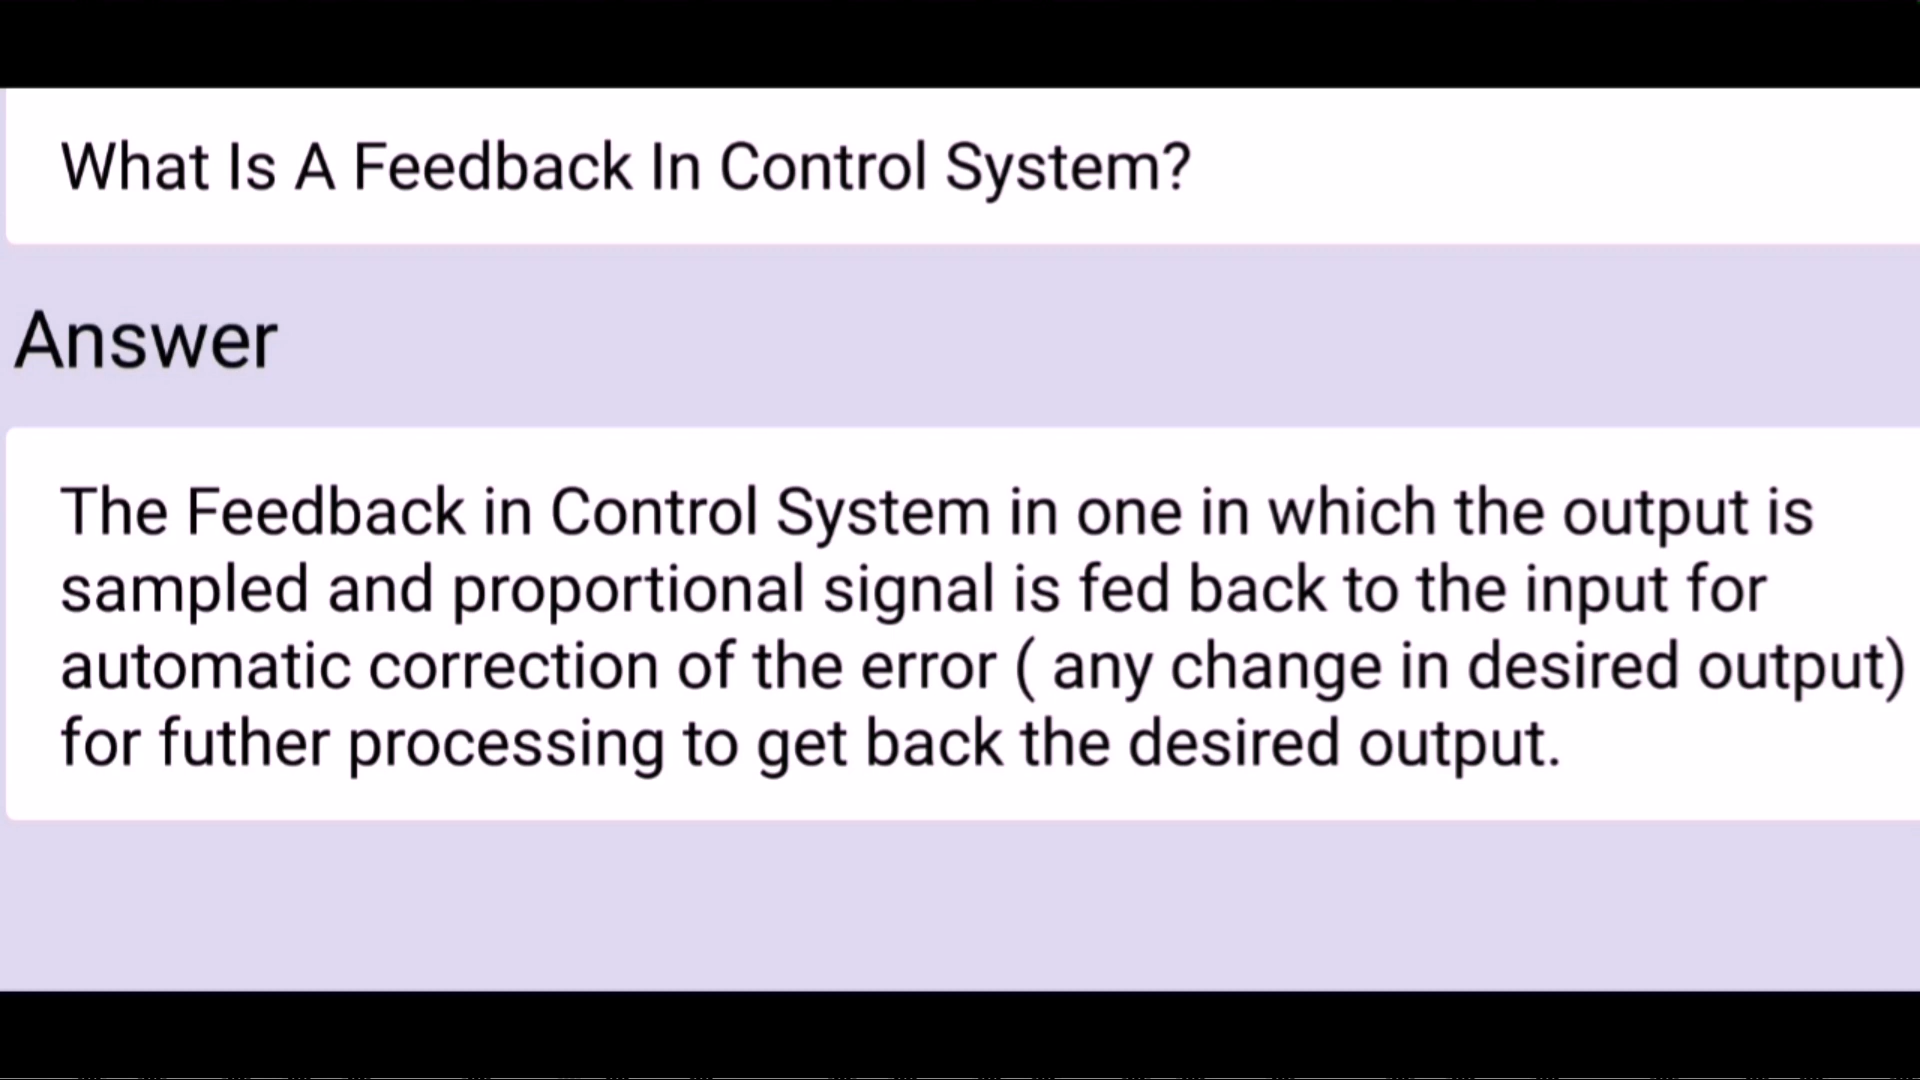 What Is A Feedback In Control System?
Answer
The Feedback in Control System in one in which the output is
sampled and proportional signal is fed back to the input for
automatic correction of the error ( any change in desired output)
for futher processing to get back the desired output.